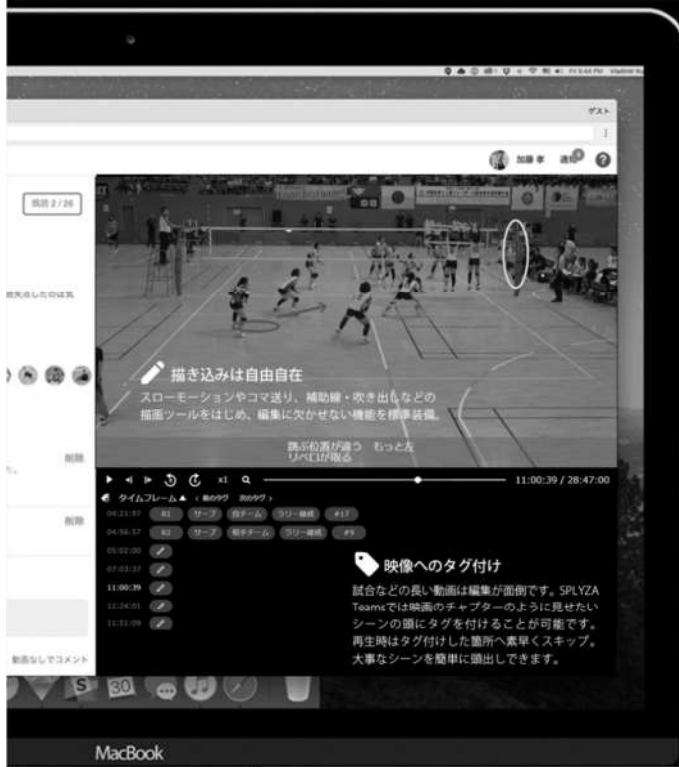 Fri 5:44 PM
ゲスト
加藤 孝
通知
既読 2 / 26
描き込みは自由自在
スローモーションやコマ送り、補助線・吹き出しなどの
描画ツールをはじめ、編集に欠かせない機能を標準装備。
跳ぶ位置が違う もっと左
リベロが取る
削除
x1
11:00:39 / 28:47:00
タイムフレーム▲ < 前のタグ 次のタグ >
04:21:97 R1 サーブ 自チーム ラリー継続 #17
04:56:57 R2 サーブ 相手チーム ラリー継続 #9
削除
05:02:00
07:03:37
11:00:39
11:24:01
11:51:09
映像へのタグ付け
試合などの長い動画は編集が面倒です。SPLYZA
Teamsでは映画のチャプターのように見せたい
シーンの頭にタグを付けることが可能です。
再生時はタグ付けした箇所へ素早くスキップ。
大事なシーンを簡単に頭出しできます。
動画なしでコメント
S
30
MacBook